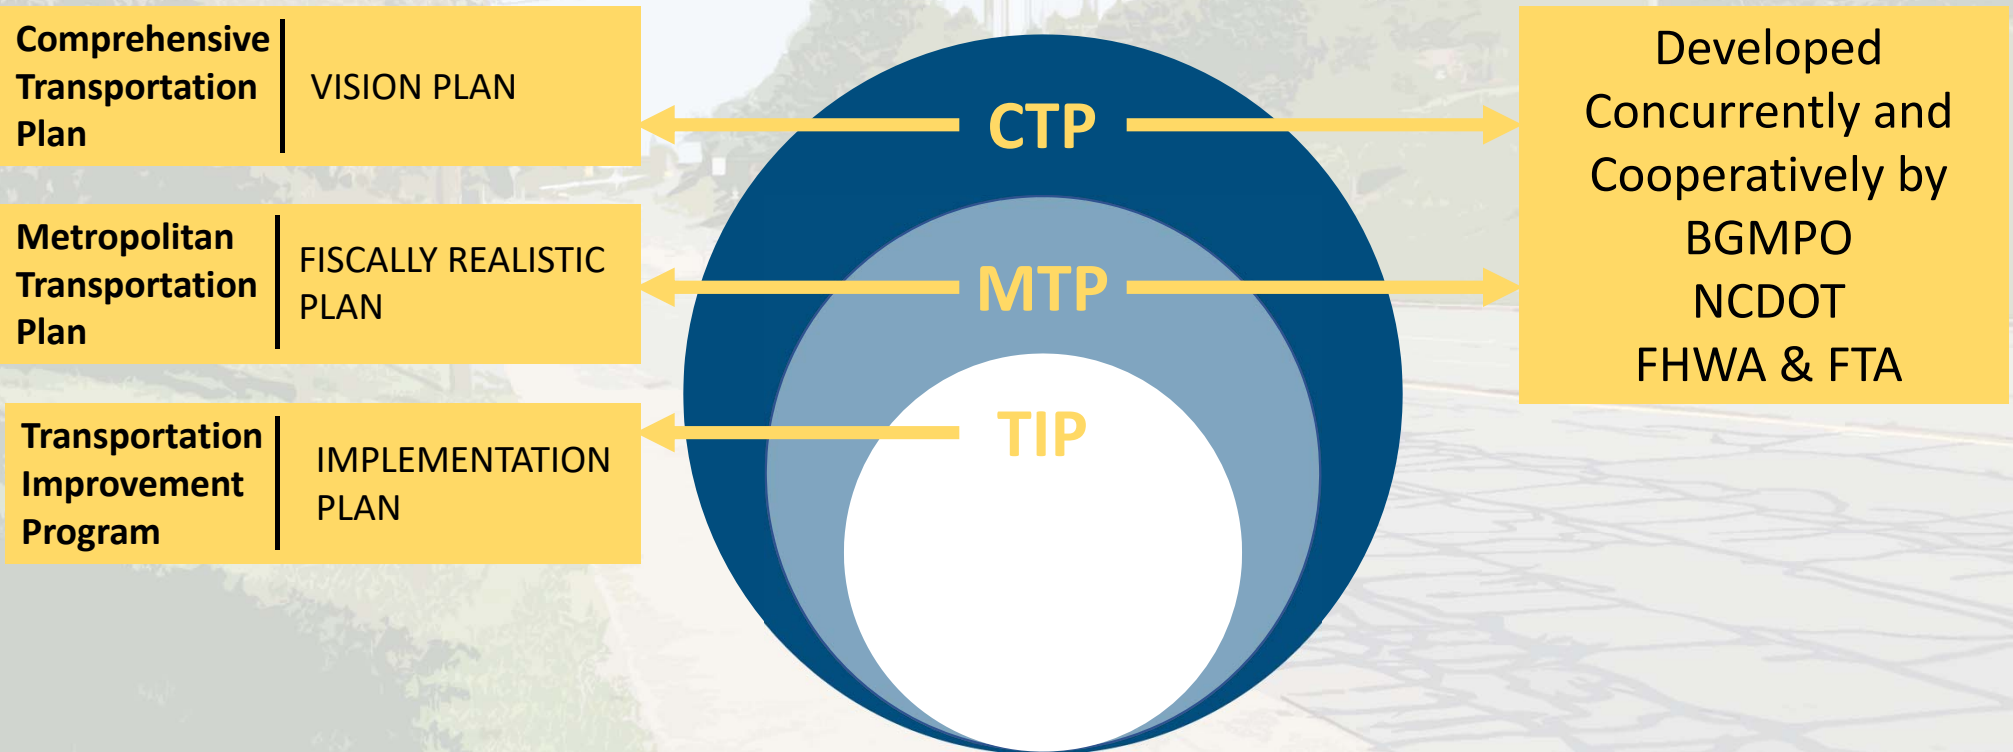 Comprehensive
Transportation
Plan
VISION PLAN
Metropolitan
Transportation
Plan
FISCALLY REALISTIC
PLAN
Transportation
Improvement
Program
IMPLEMENTATION
PLAN
CTP
MTP
TIP
Developed
Concurrently and
Cooperatively by
BGMPO
NCDOT
FHWA & FTA